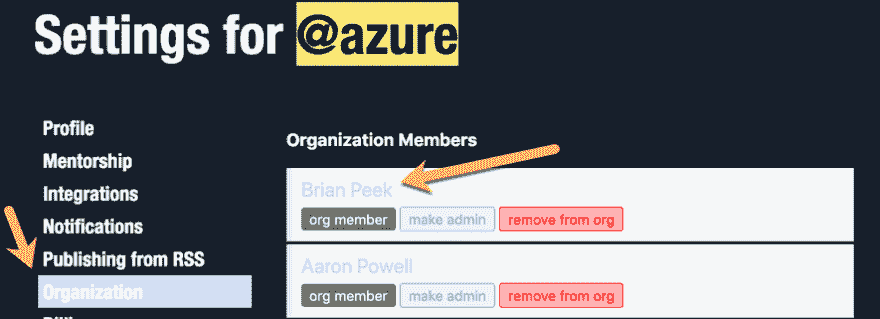 Settings for @azure
Profile
Mentorship
Integrations
Notifications
Publishing from RSS
Organization
Organization Members
Brian Peek
org member make admin remove from org
Aaron Powell
org member make admin remove from org